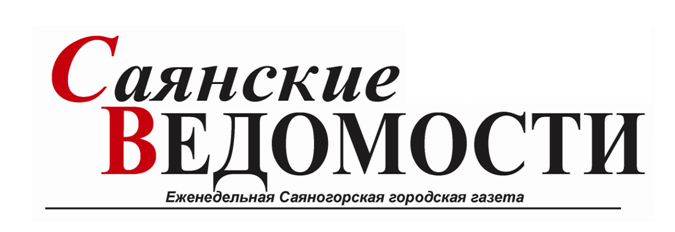 Саянские
ВЕДОМОСТИ
Еженедельная Саяногорская городская газета